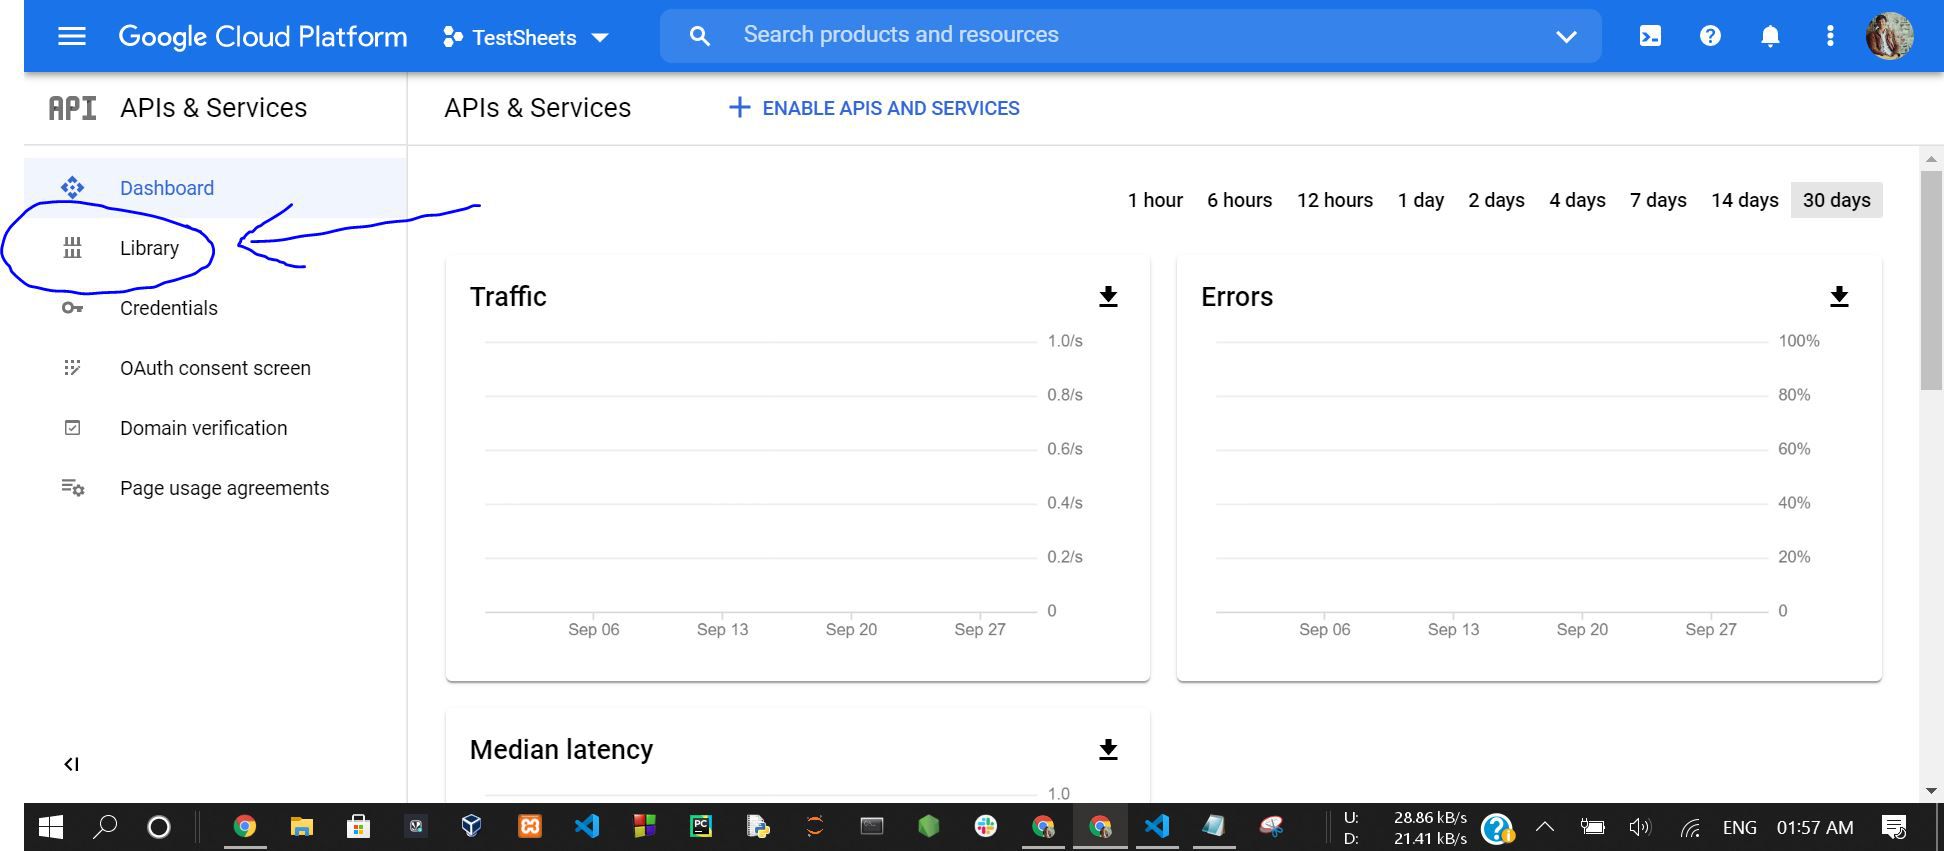 Google Cloud Platform
TestSheets
Search products and resources
API APIs & Services
APIs & Services
ENABLE APIS AND SERVICES
Dashboard
Library
Credentials
OAuth consent screen
Domain verification
Page usage agreements
1 hour 6 hours 12 hours 1 day 2 days 4 days 7 days 14 days 30 days
Traffic
1.0/s
0.8/s
0.6/s
0.4/s
0.2/s
0
Sep 06 Sep 13 Sep 20 Sep 27
Errors
100%
80%
60%
40%
20%
0
Sep 06 Sep 13 Sep 20 Sep 27
Median latency
1.0
PC
U: 28.86 kB/s
D: 21.41 kB/s
ENG
01:57 AM